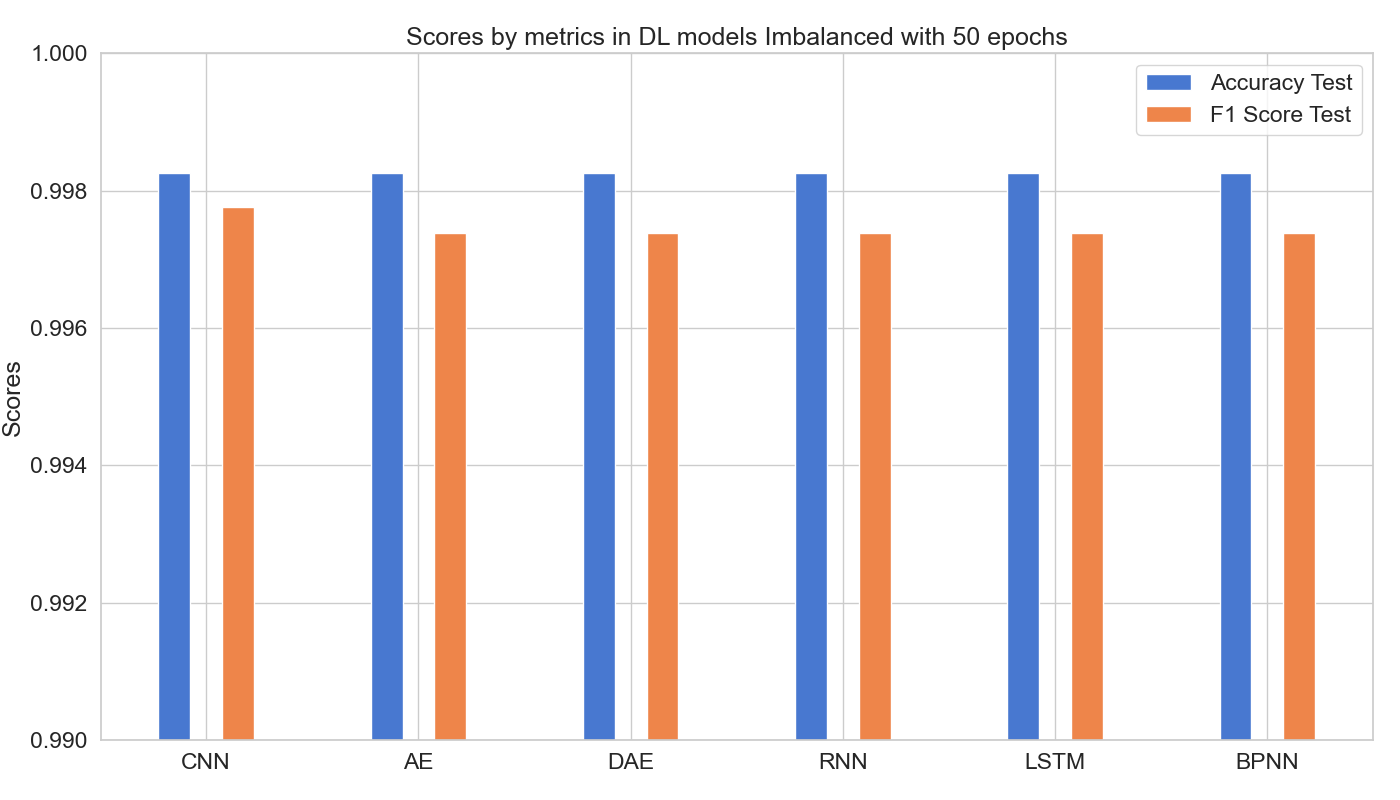 Scores by metrics in DL models Imbalanced with 50 epochs
Accuracy Test
F1 Score Test
Scores
1.000
0.998
0.996
0.994
0.992
0.990
CNN AE DAE RNN LSTM BPNN